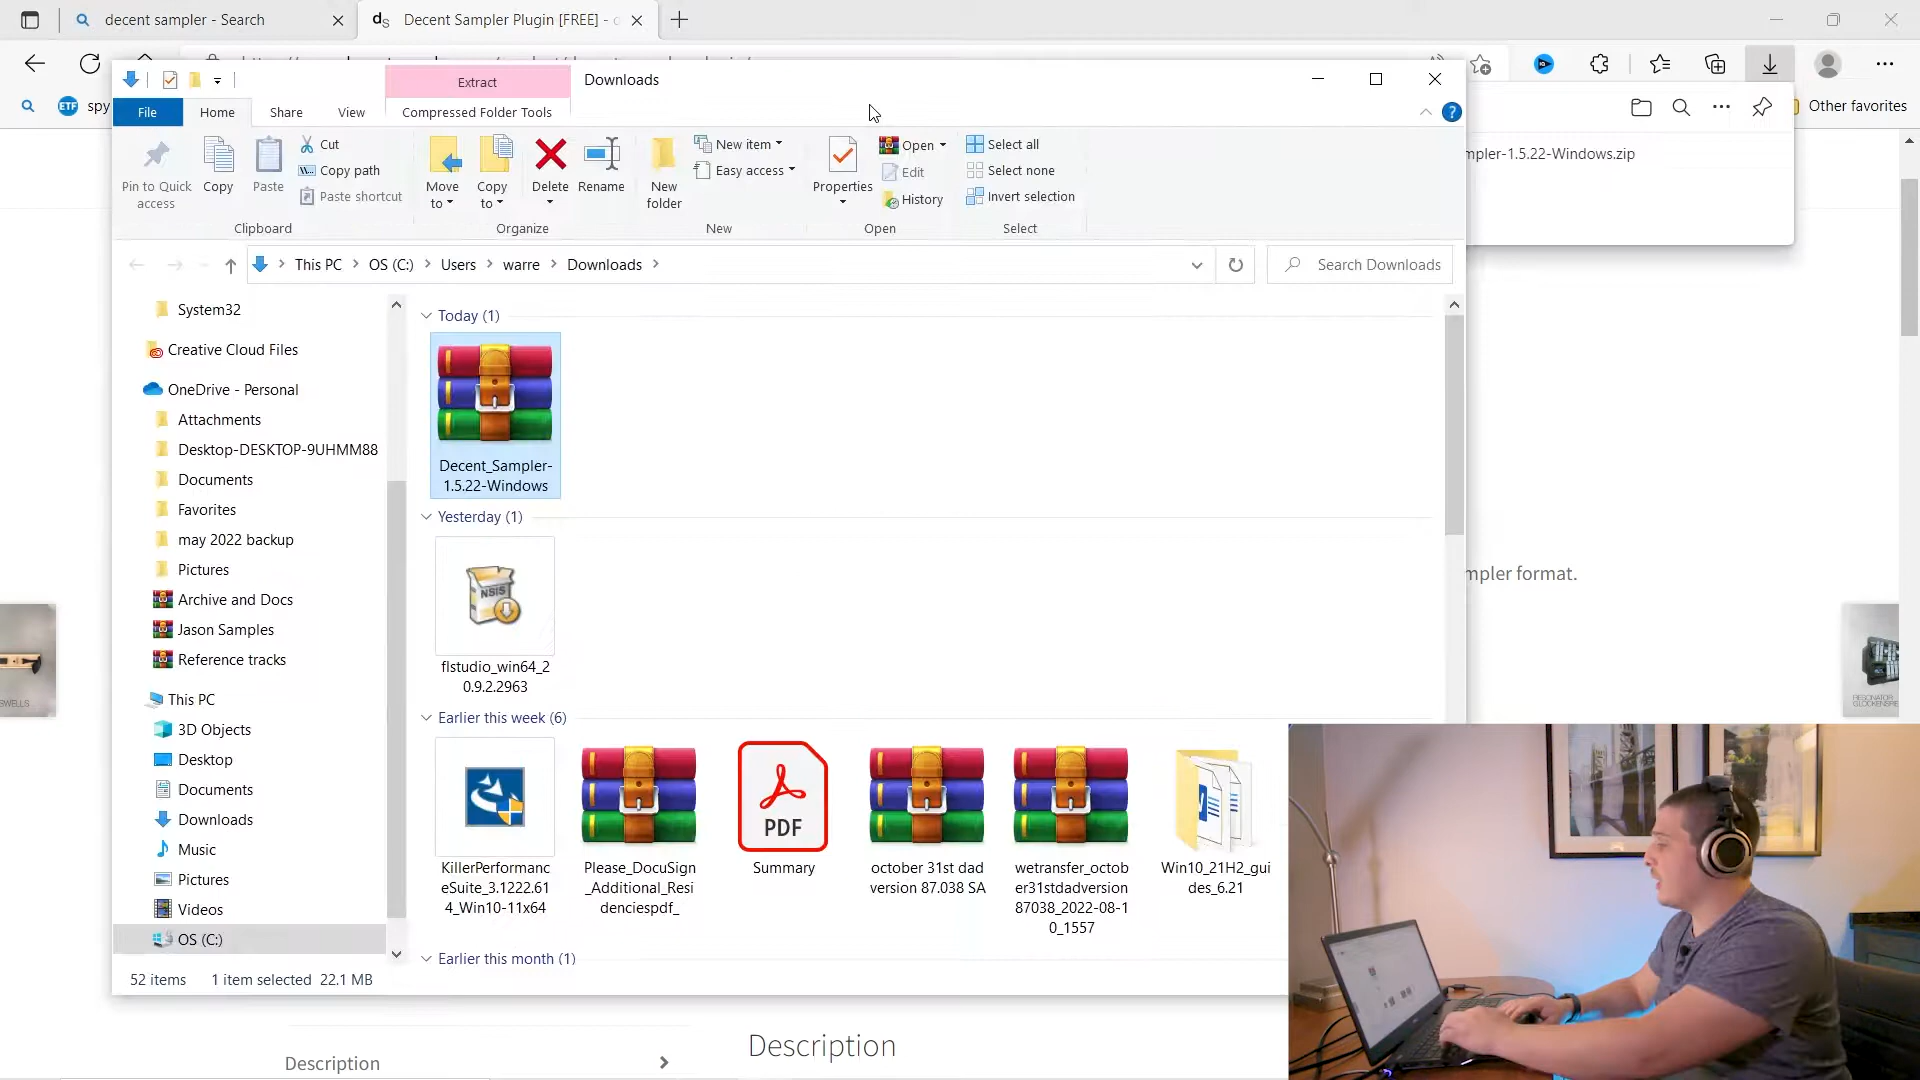 decent sampler - Search
Decent Sampler Plugin [FREE] -
ETF spy
Extract
Downloads
File
Home
Share
View
Compressed Folder Tools
Other favorites
Pin to Quick access
Copy
Paste
Cut
Copy path
Paste shortcut
Clipboard
Move to
Copy to
Delete
Rename
Organize
New folder
New item
Easy access
New
Properties
Open
Edit
History
Open
Select all
Select none
Invert selection
Select
mpler-1.5.22-Windows.zip
This PC
OS (C:)
Users
warre
Downloads
Search Downloads
System32
Creative Cloud Files
OneDrive - Personal
Attachments
Desktop-DESKTOP-9UHMM88
Documents
Favorites
may 2022 backup
Pictures
Archive and Docs
Jason Samples
Reference tracks
This PC
3D Objects
Desktop
Documents
Downloads
Music
Pictures
Videos
OS (C:)
Today (1)
Decent_Sampler-
1.5.22-Windows
Yesterday (1)
NSIS
flstudio_win64_2
0.9.2.2963
Earlier this week (6)
KillerPerformanc
eSuite_3.1222.61
4_Win10-11x64
Please_DocuSign
_Additional_Resi
denciespdf_
PDF
Summary
october 31st dad
version 87.038 SA
wetransfer_octob
er31stdadversion
87038_2022-08-1
0_1557
Win10_21H2_gui
des_6.21
Earlier this month (1)
52 items
1 item selected 22.1 MB
mpler format.
SWELLS
RESONATOR
Description
Description